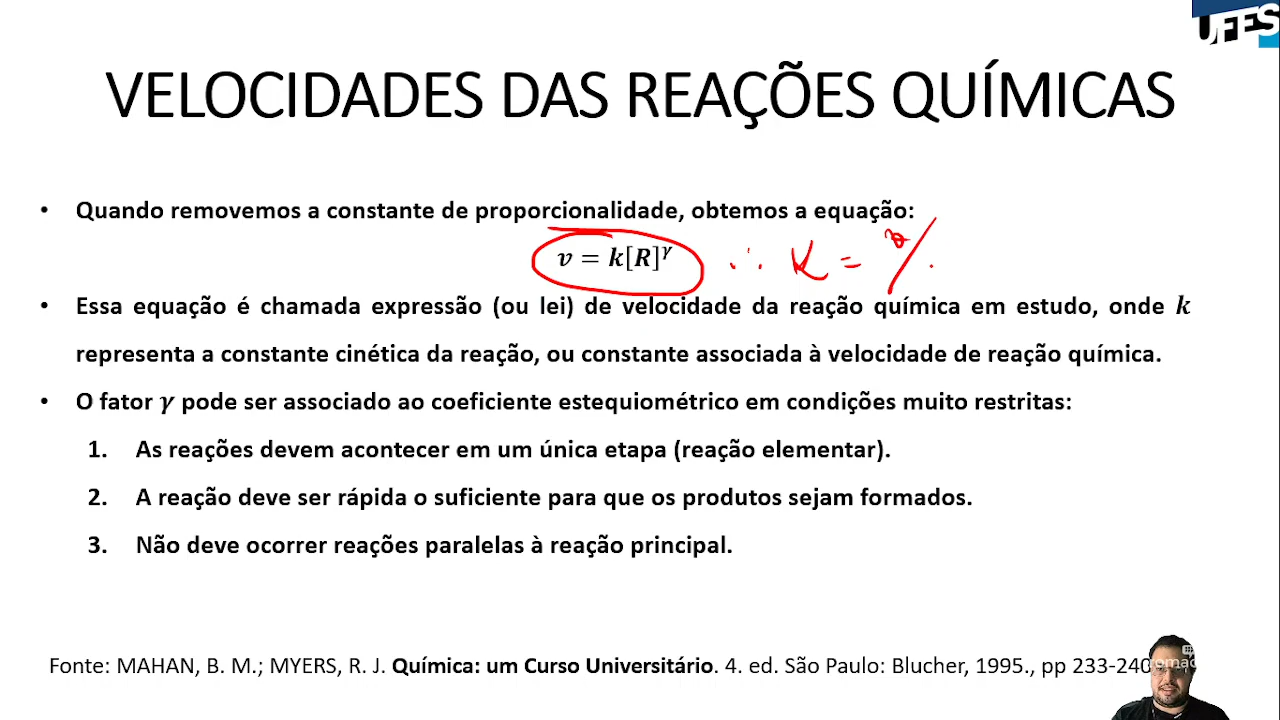 UFES
VELOCIDADES DAS REAÇÕES QUÍMICAS
• Quando removemos a constante de proporcionalidade, obtemos a equação:
v = k[R]^γ ∴ K = v/
• Essa equação é chamada expressão (ou lei) de velocidade da reação química em estudo, onde k
representa a constante cinética da reação, ou constante associada à velocidade de reação química.
• O fator γ pode ser associado ao coeficiente estequiométrico em condições muito restritas:
1. As reações devem acontecer em um única etapa (reação elementar).
2. A reação deve ser rápida o suficiente para que os produtos sejam formados.
3. Não deve ocorrer reações paralelas à reação principal.
Fonte: MAHAN, B. M.; MYERS, R. J. Química: um Curso Universitário. 4. ed. São Paulo: Blucher, 1995., pp 233-240